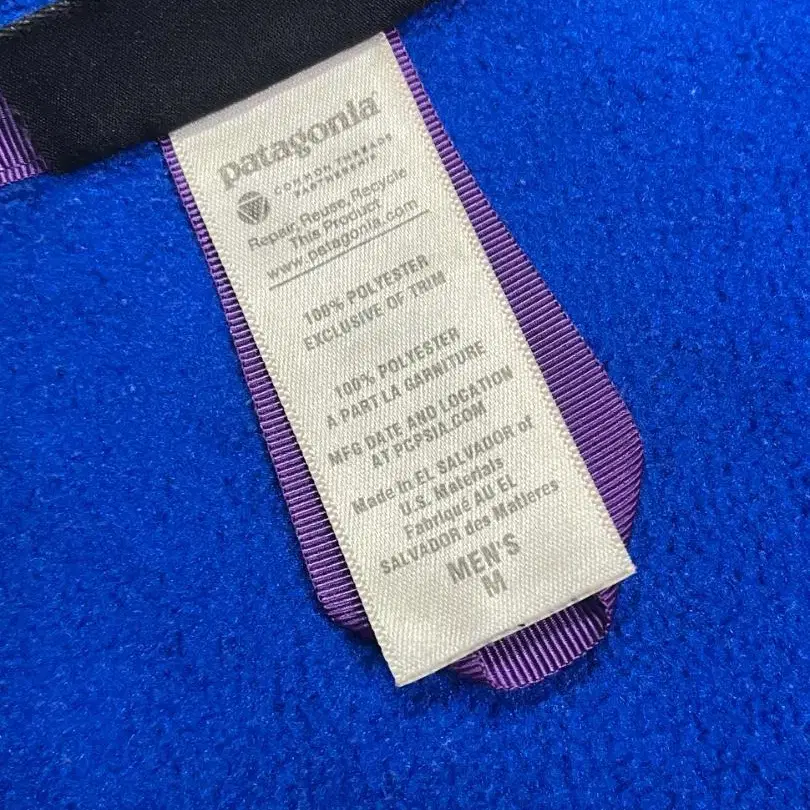 patagonia®
COMMON THREADS
PARTNERSHIP
Repair, Reuse, Recycle
This Product
www.patagonia.com
100% POLYESTER
EXCLUSIVE OF TRIM
100% POLYESTER
A PART LA GARNITURE
MFG DATE AND LOCATION
AT PCPSIA.COM
Made in EL SALVADOR of
U.S. Materials
Fabriqué AU EL
SALVADOR des Matieres
MEN'S
M